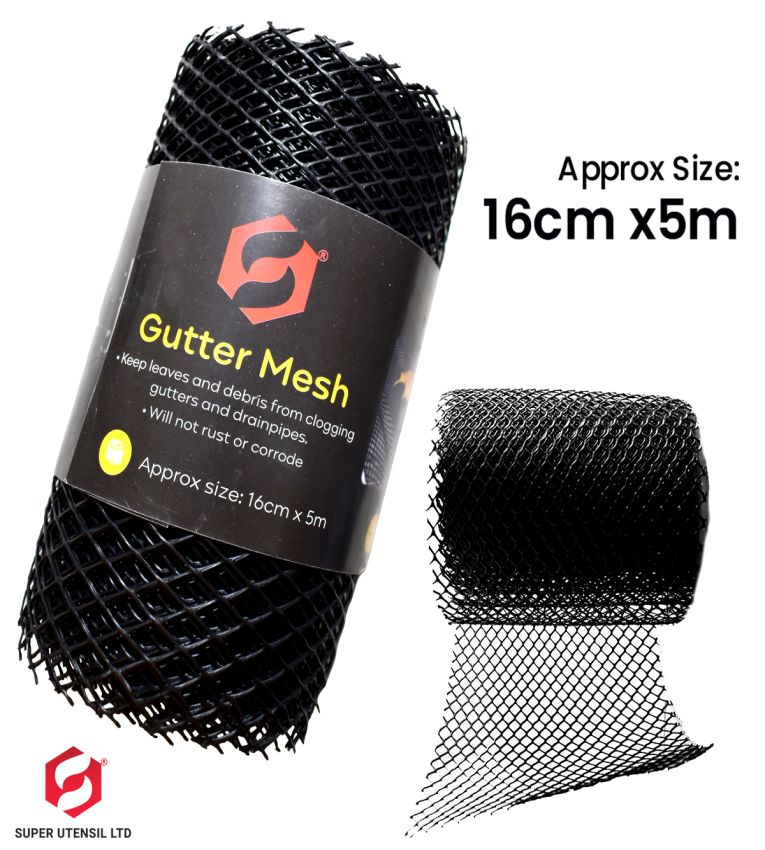 Approx Size:
16cm x5m
®
Gutter Mesh
• Keep leaves and debris from clogging
gutters and drainpipes.
• Will not rust or corrode
Approx size: 16cm x 5m
®
SUPER UTENSIL LTD